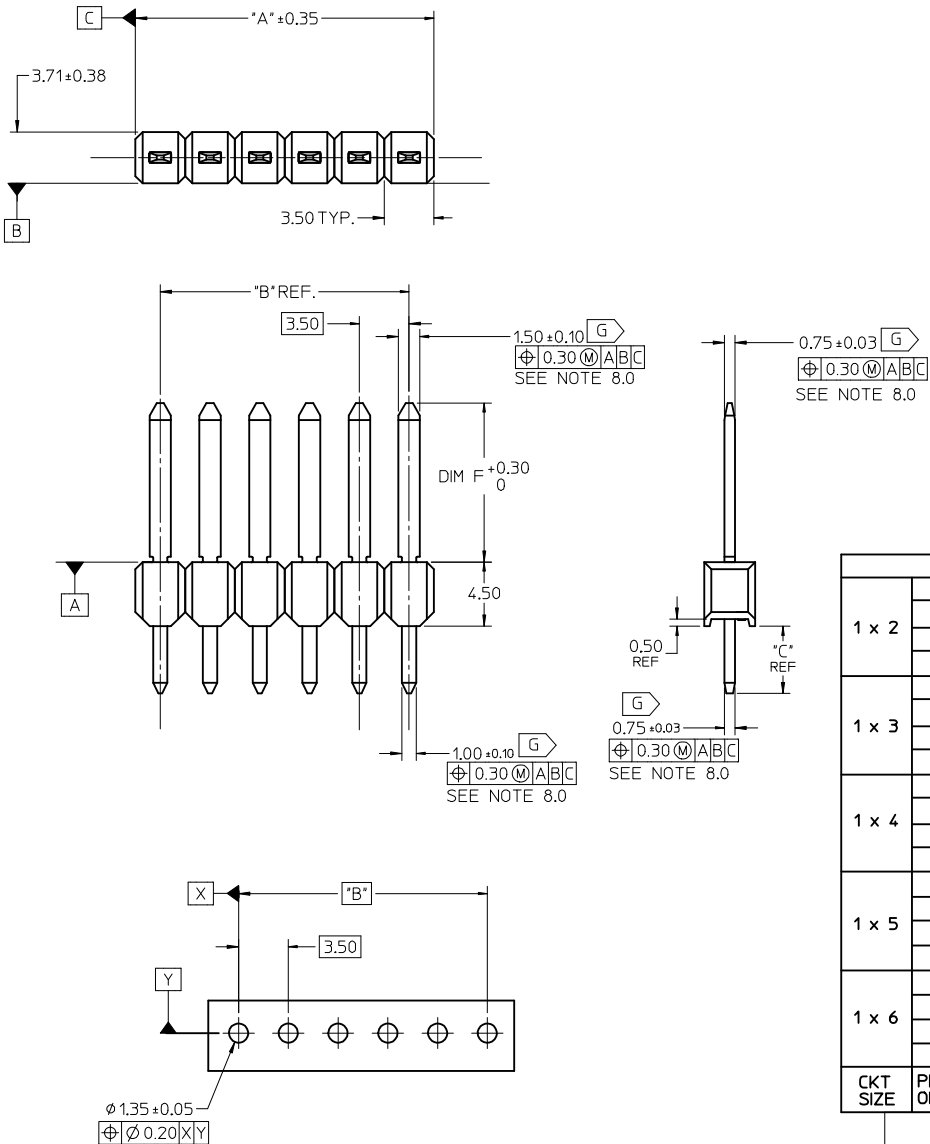 C
"A" ±0.35
3.71±0.38
B
3.50 TYP.
"B" REF.
3.50
1.50 ±0.10 G
⌖ 0.30 Ⓜ A B C
SEE NOTE 8.0
0.75 ±0.03 G
⌖ 0.30 Ⓜ A B C
SEE NOTE 8.0
DIM F +0.30
0
A
4.50
0.50
REF
"C"
REF
G
0.75 ±0.03
⌖ 0.30 Ⓜ A B C
SEE NOTE 8.0
1.00 ±0.10 G
⌖ 0.30 Ⓜ A B C
SEE NOTE 8.0
1 x 2
1 x 3
1 x 4
1 x 5
1 x 6
CKT
SIZE
X
"B"
3.50
Y
Ø 1.35 ±0.05
⌖ Ø 0.20 X Y